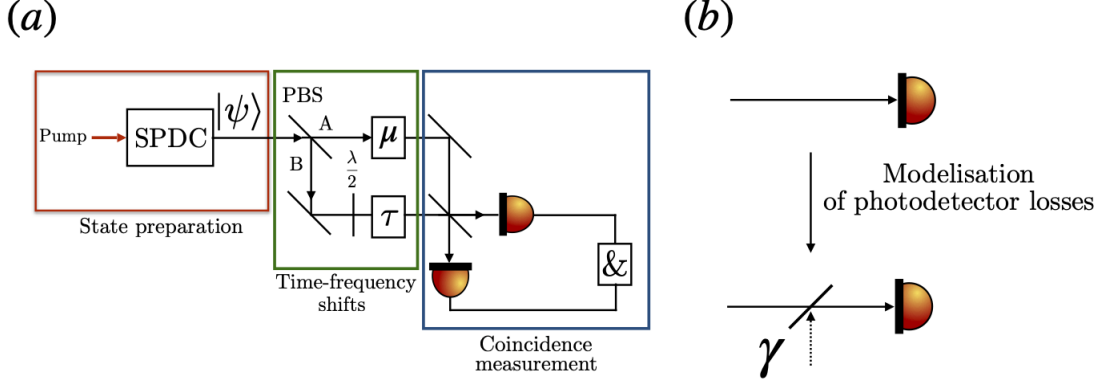 (a)
(b)
PBS
|ψ⟩
A
μ
Pump
SPDC
B
λ/2
τ
&
State preparation
Time-frequency
shifts
Coincidence
measurement
Modelisation
of photodetector losses
γ